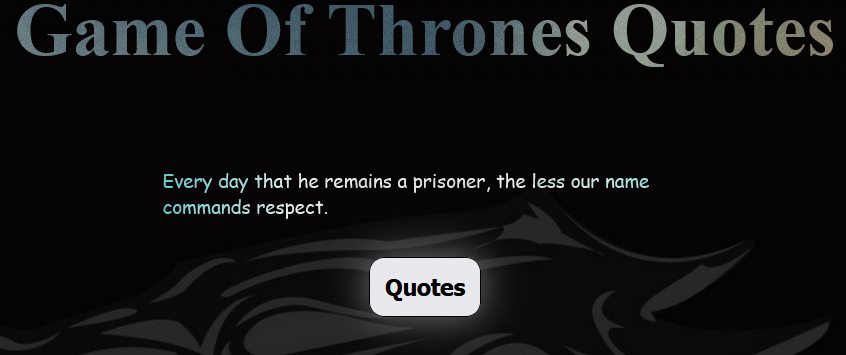 Game Of Thrones Quotes
Every day that he remains a prisoner, the less our name
commands respect.
Quotes